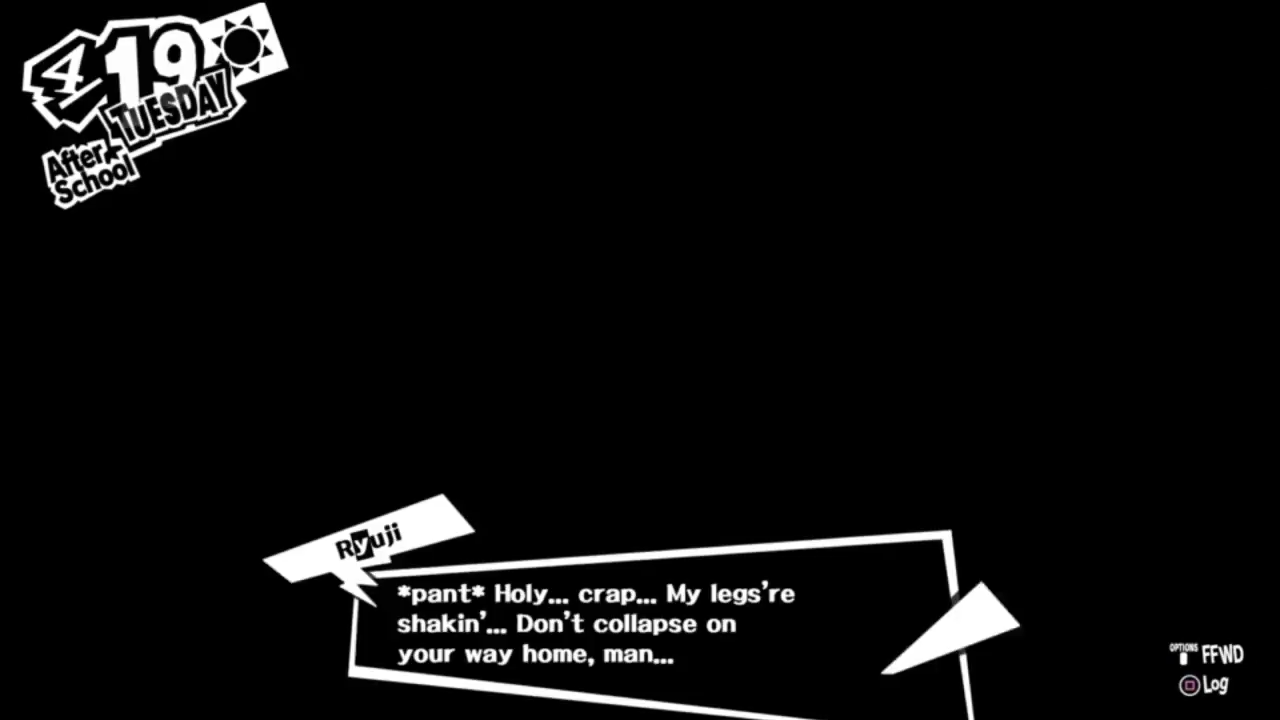 4 19
TUESDAY
After
School
Ryuji
*pant* Holy... crap... My legs're
shakin'... Don't collapse on
your way home, man...
OPTIONS FFWD
Log